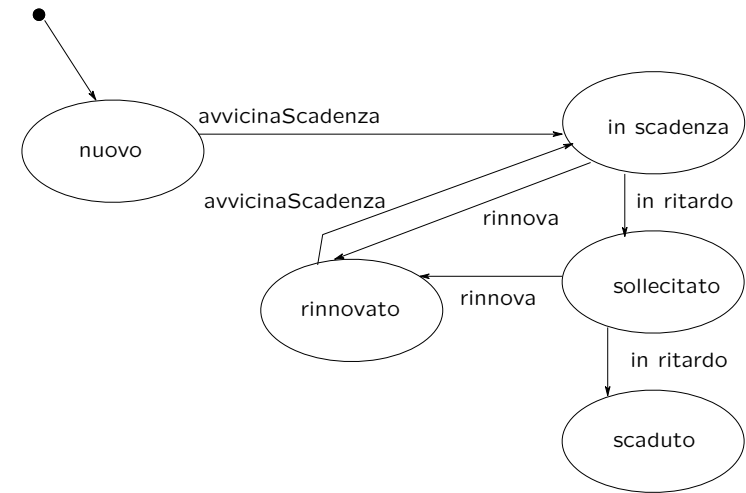 avvicinaScadenza
in scadenza
nuovo
avvicinaScadenza
in ritardo
rinnova
sollecitato
rinnova
rinnovato
in ritardo
scaduto